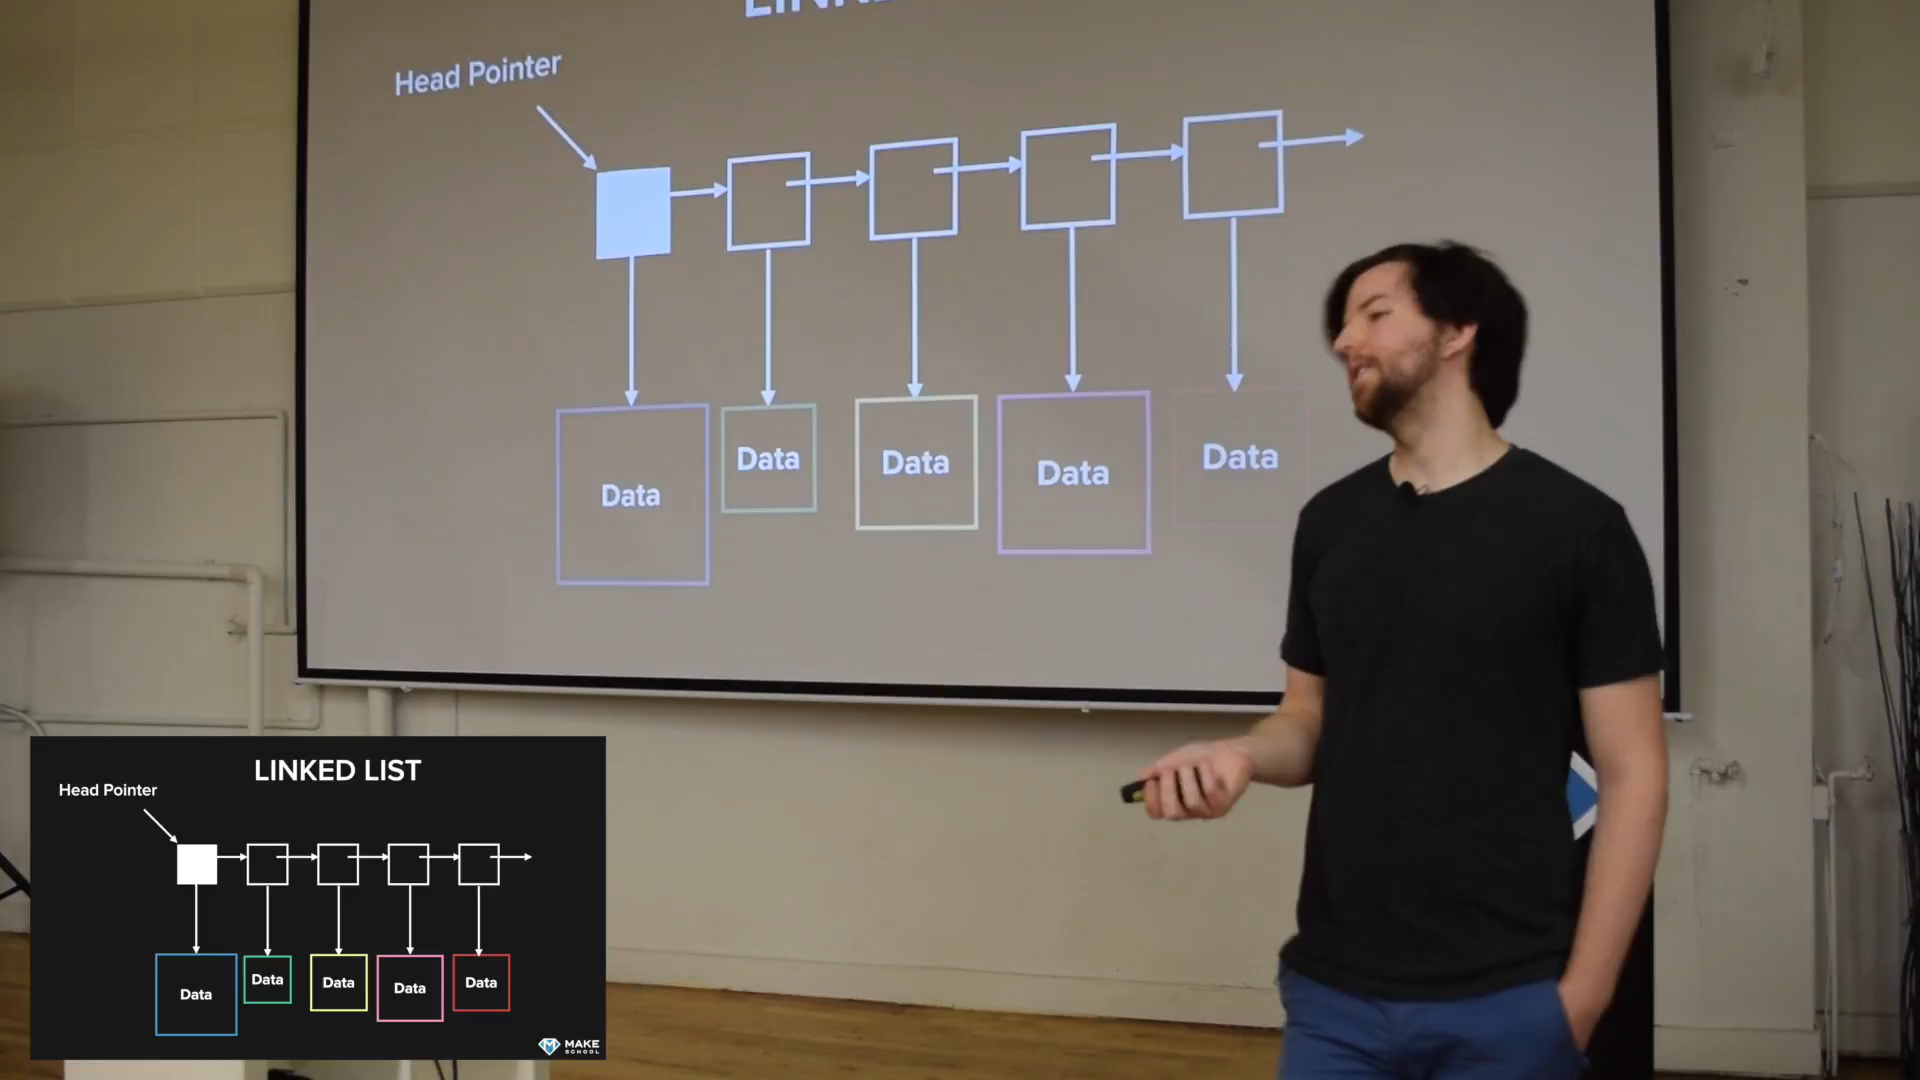 Head Pointer
Data
Data
Data
Data
Data
LINKED LIST
Head Pointer
Data
Data
Data
Data
Data
MAKE
SCHOOL